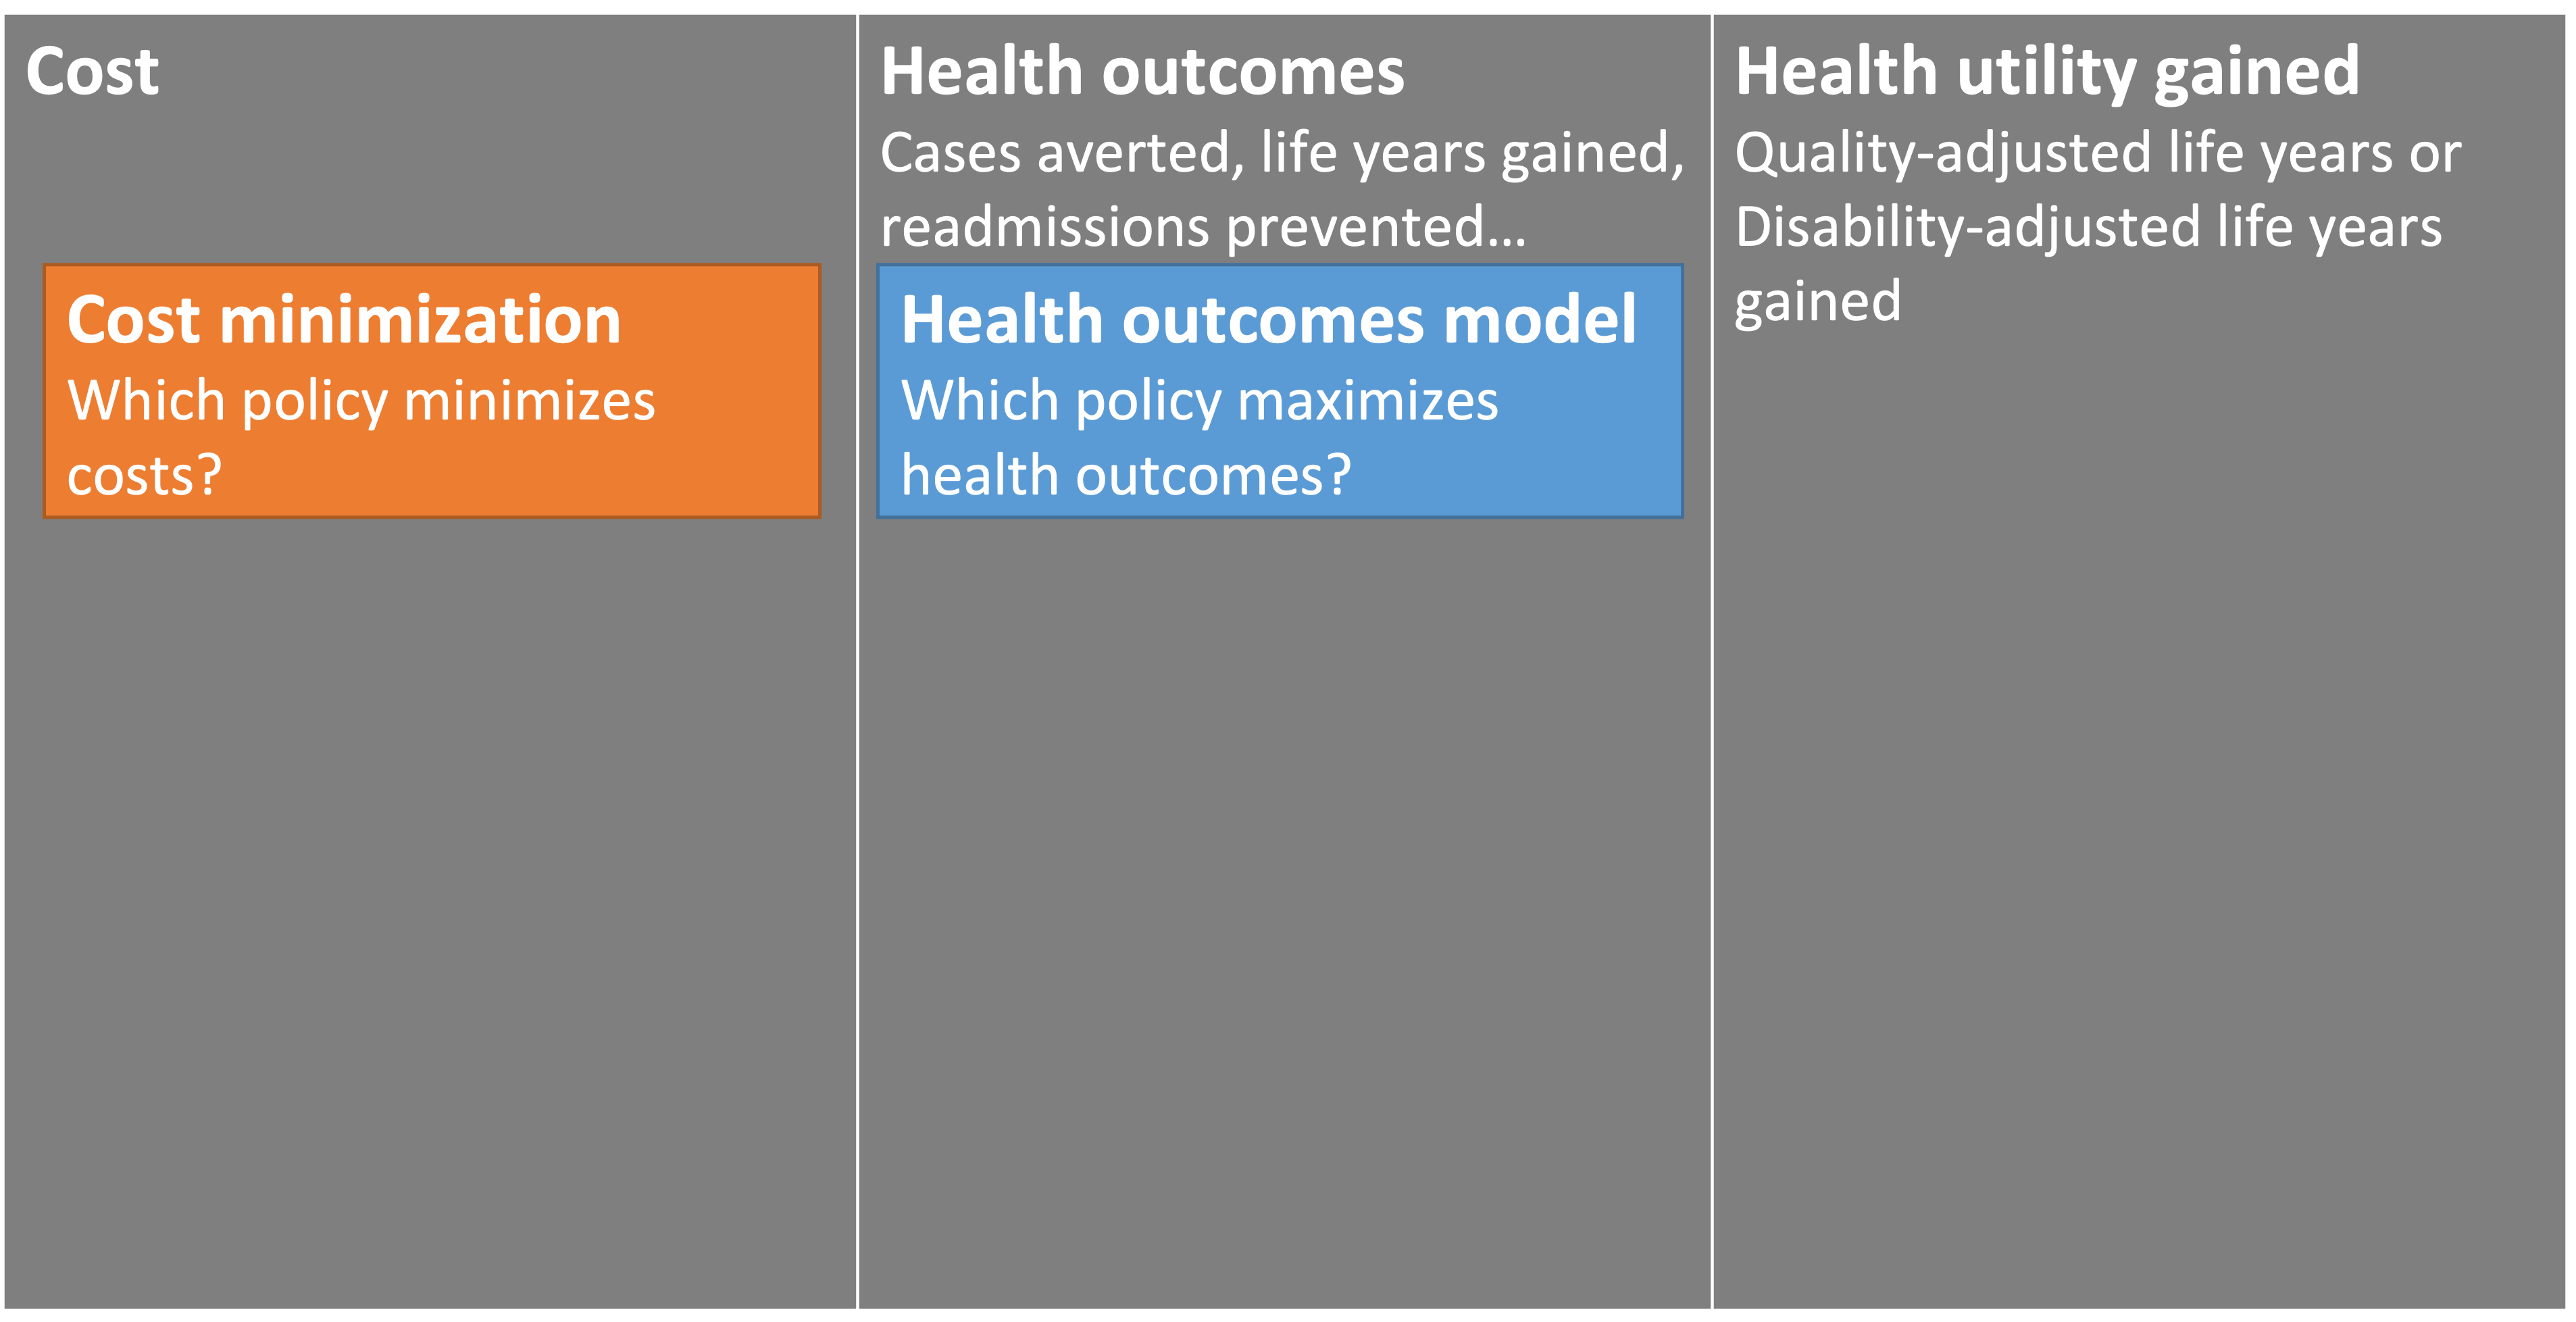 Cost
Health outcomes
Cases averted, life years gained,
readmissions prevented...
Health utility gained
Quality-adjusted life years or
Disability-adjusted life years
gained
Cost minimization
Which policy minimizes
costs?
Health outcomes model
Which policy maximizes
health outcomes?